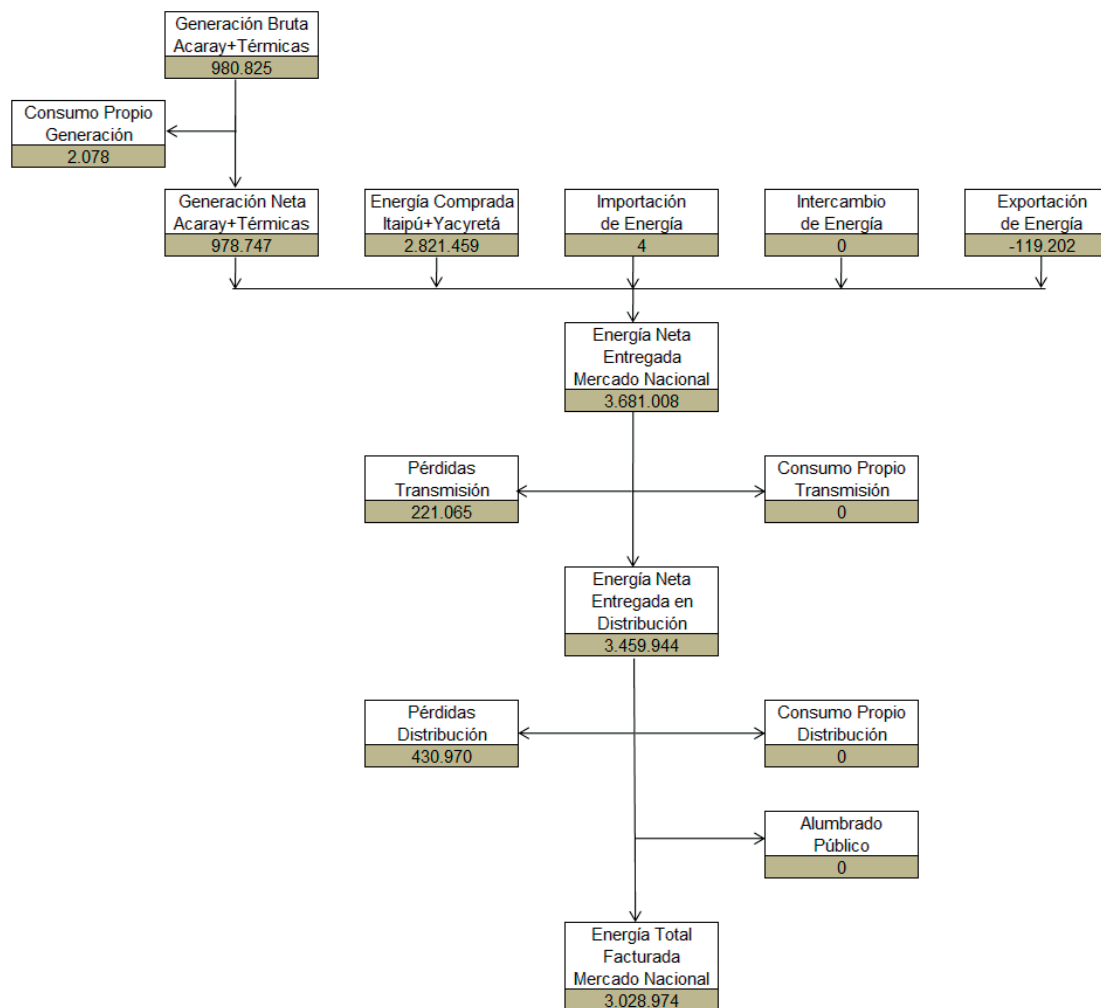 Generación Bruta
Acaray+Térmicas
980.825
Consumo Propio
Generación
2.078
Generación Neta
Acaray+Térmicas
978.747
Energía Comprada
Itaipú+Yacyretá
2.821.459
Importación
de Energía
4
Intercambio
de Energía
0
Exportación
de Energía
-119.202
Energía Neta
Entregada
Mercado Nacional
3.681.008
Pérdidas
Transmisión
221.065
Consumo Propio
Transmisión
0
Energía Neta
Entregada en
Distribución
3.459.944
Pérdidas
Distribución
430.970
Consumo Propio
Distribución
0
Alumbrado
Público
0
Energía Total
Facturada
Mercado Nacional
3.028.974